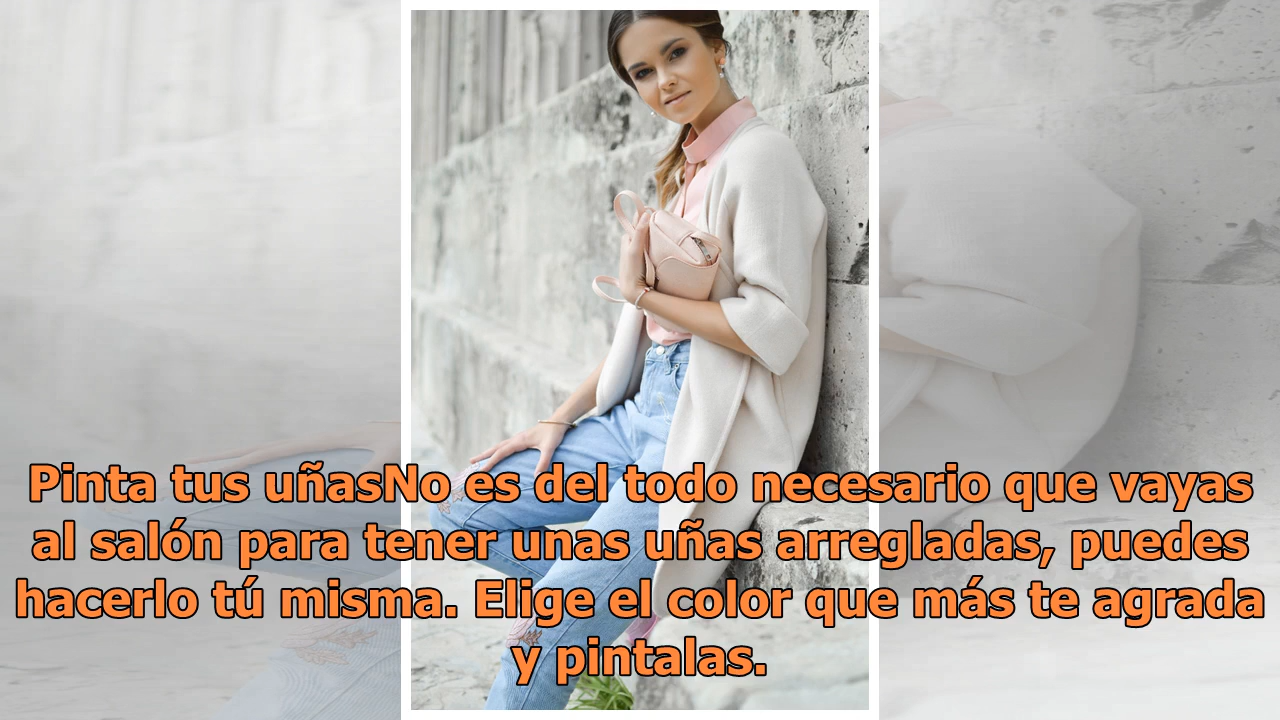 Pinta tus uñasNo es del todo necesario que vayas
al salón para tener unas uñas arregladas, puedes
hacerlo tú misma. Elige el color que más te agrada
y pintalas.